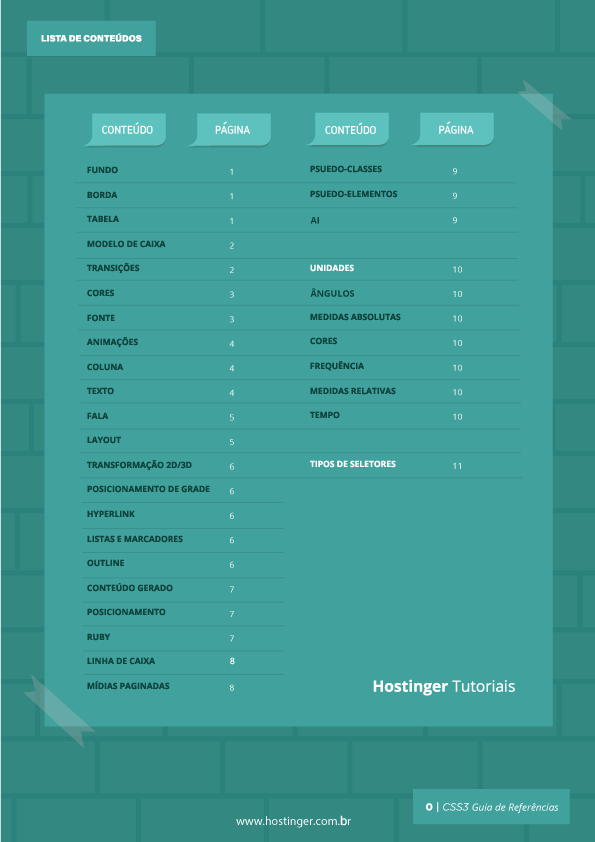 LISTA DE CONTEÚDOS
CONTEÚDO PÁGINA
FUNDO 1
BORDA 1
TABELA 1
MODELO DE CAIXA 2
TRANSIÇÕES 2
CORES 3
FONTE 3
ANIMAÇÕES 4
COLUNA 4
TEXTO 4
FALA 5
LAYOUT 5
TRANSFORMAÇÃO 2D/3D 6
POSICIONAMENTO DE GRADE 6
HYPERLINK 6
LISTAS E MARCADORES 6
OUTLINE 6
CONTEÚDO GERADO 7
POSICIONAMENTO 7
RUBY 7
LINHA DE CAIXA 8
MÍDIAS PAGINADAS 8
CONTEÚDO PÁGINA
PSUEDO-CLASSES 9
PSUEDO-ELEMENTOS 9
AI 9
UNIDADES 10
ÂNGULOS 10
MEDIDAS ABSOLUTAS 10
CORES 10
FREQUÊNCIA 10
MEDIDAS RELATIVAS 10
TEMPO 10
TIPOS DE SELETORES 11
Hostinger Tutoriais
0 | CSS3 Guia de Referências
www.hostinger.com.br